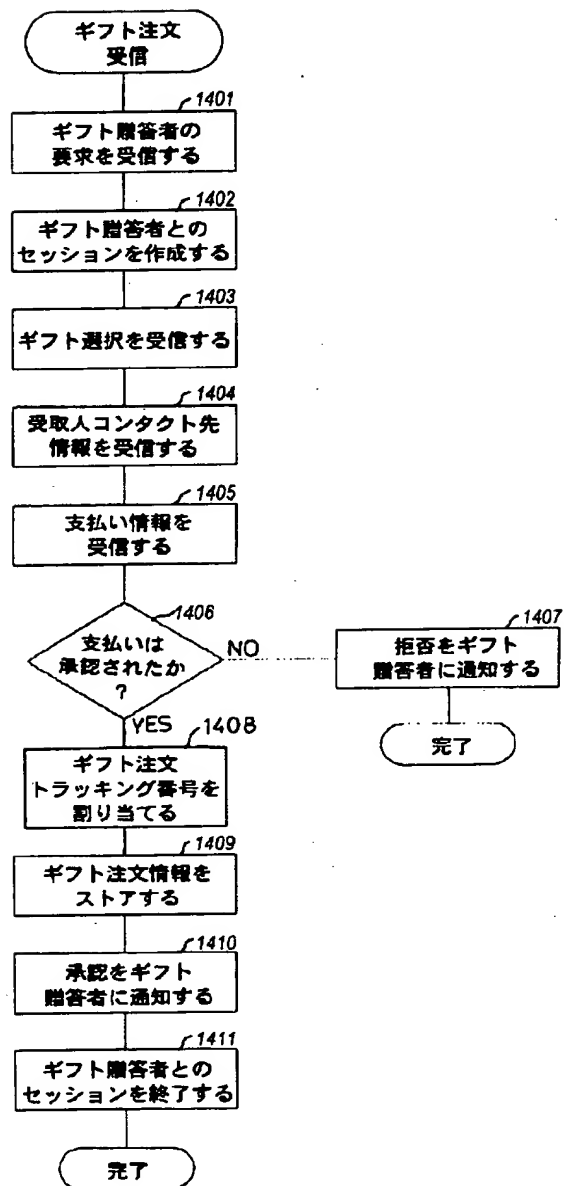 ギフト注文
受信
1401
ギフト贈答者の
要求を受信する
1402
ギフト贈答者との
セッションを作成する
1403
ギフト選択を受信する
1404
受取人コンタクト先
情報を受信する
1405
支払い情報を
受信する
1406
支払いは
承認されたか
?
NO
1407
拒否をギフト
贈答者に通知する
完了
YES
1408
ギフト注文
トラッキング番号を
割り当てる
1409
ギフト注文情報を
ストアする
1410
承認をギフト
贈答者に通知する
1411
ギフト贈答者との
セッションを終了する
完了